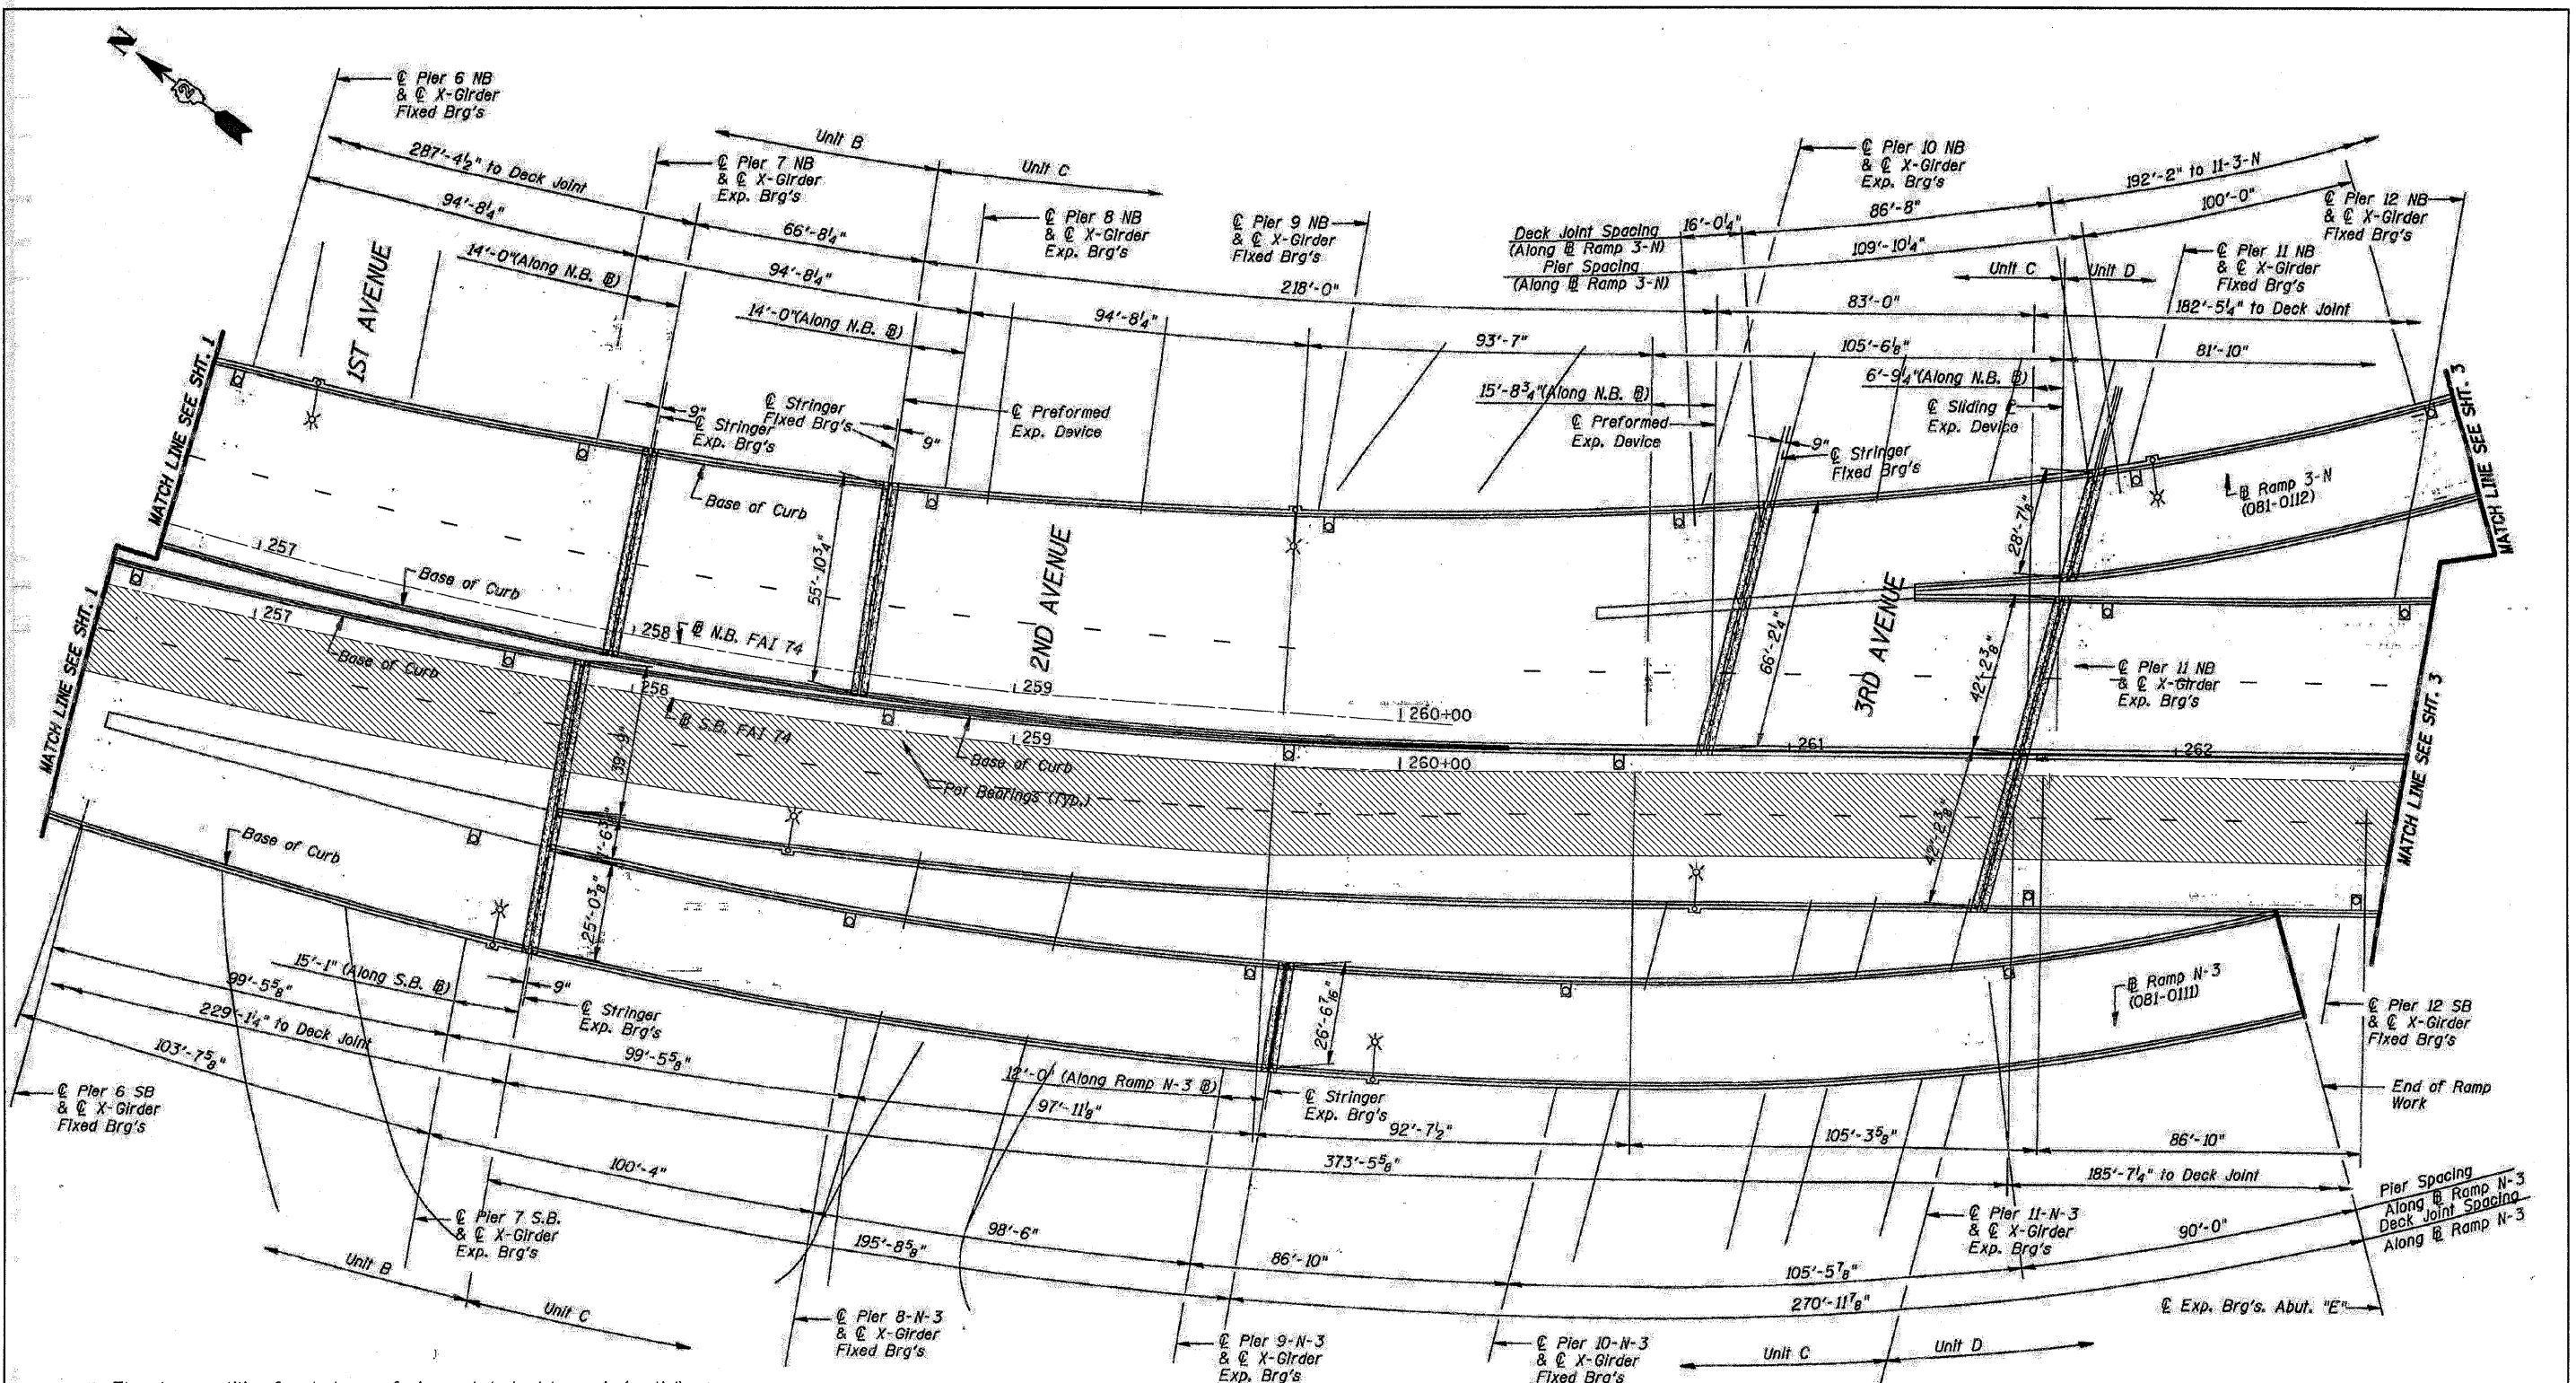 N
2
℄ Pier 6 NB
& ℄ X-Girder
Fixed Brg's
287'-4½" to Deck Joint
94'-8¼"
14'-0"(Along N.B. ⅊)
1ST AVENUE
Unit B
Unit C
℄ Pier 7 NB
& ℄ X-Girder
Exp. Brg's
66'-8¼"
94'-8¼"
14'-0"(Along N.B. ⅊)
℄ Pier 8 NB
& ℄ X-Girder
Exp. Brg's
℄ Pier 9 NB
& ℄ X-Girder
Fixed Brg's
218'-0"
94'-8¼"
93'-7"
Deck Joint Spacing
(Along ⅊ Ramp 3-N)
Pier Spacing
(Along ⅊ Ramp 3-N)
16'-0¼"
℄ Pier 10 NB
& ℄ X-Girder
Exp. Brg's
86'-8"
109'-10¼"
192'-2" to 11-3-N
100'-0"
℄ Pier 12 NB
& ℄ X-Girder
Fixed Brg's
℄ Pier 11 NB
& ℄ X-Girder
Fixed Brg's
Unit C
Unit D
83'-0"
182'-5¼" to Deck Joint
105'-6⅛"
81'-10"
15'-8¾"(Along N.B. ⅊)
6'-9¼"(Along N.B. ⅊)
℄ Preformed
Exp. Device
℄ Sliding ⅊
Exp. Device
9"
℄ Stringer
Fixed Brg's
MATCH LINE SEE SHT. 1
9"
℄ Stringer
Exp. Brg's
℄ Stringer
Fixed Brg's
9"
℄ Preformed
Exp. Device
Base of Curb
55'-10¾"
2ND AVENUE
66'-2¼"
3RD AVENUE
28'-7⅛"
42'-2⅜"
⅊ Ramp 3-N
(081-0112)
MATCH LINE SEE SHT. 3
℄ Pier 11 NB
& ℄ X-Girder
Exp. Brg's
257
Base of Curb
258
⅊ N.B. FAI 74
259
260+00
261
262
MATCH LINE SEE SHT. 1
257
Base of Curb
258
⅊ S.B. FAI 74
259
Base of Curb
260+00
Pot Bearings (Typ.)
39'-9"
25'-0⅜"
42'-2⅜"
MATCH LINE SEE SHT. 3
Base of Curb
15'-1" (Along S.B. ⅊)
99'-5⅝"
229'-1¼" to Deck Joint
103'-7⅝"
9"
℄ Stringer
Exp. Brg's
℄ Pier 6 SB
& ℄ X-Girder
Fixed Brg's
99'-5⅝"
12'-0" (Along Ramp N-3 ⅊)
97'-11⅛"
26'-6⁷⁄₁₆"
℄ Stringer
Exp. Brg's
92'-7½"
105'-3⅝"
86'-10"
373'-5⅝"
185'-7¼" to Deck Joint
⅊ Ramp N-3
(081-0111)
℄ Pier 12 SB
& ℄ X-Girder
Fixed Brg's
End of Ramp
Work
100'-4"
℄ Pier 7 S.B.
& ℄ X-Girder
Exp. Brg's
Unit B
Unit C
195'-8⅝"
98'-6"
86'-10"
105'-5⅞"
90'-0"
270'-11⅞"
Pier Spacing
Along ⅊ Ramp N-3
Deck Joint Spacing
Along ⅊ Ramp N-3
℄ Pier 11-N-3
& ℄ X-Girder
Exp. Brg's
℄ Exp. Brg's. Abut. "E"
℄ Pier 8-N-3
& ℄ X-Girder
Fixed Brg's
℄ Pier 9-N-3
& ℄ X-Girder
Exp. Brg's
℄ Pier 10-N-3
& ℄ X-Girder
Fixed Brg's
Unit C
Unit D